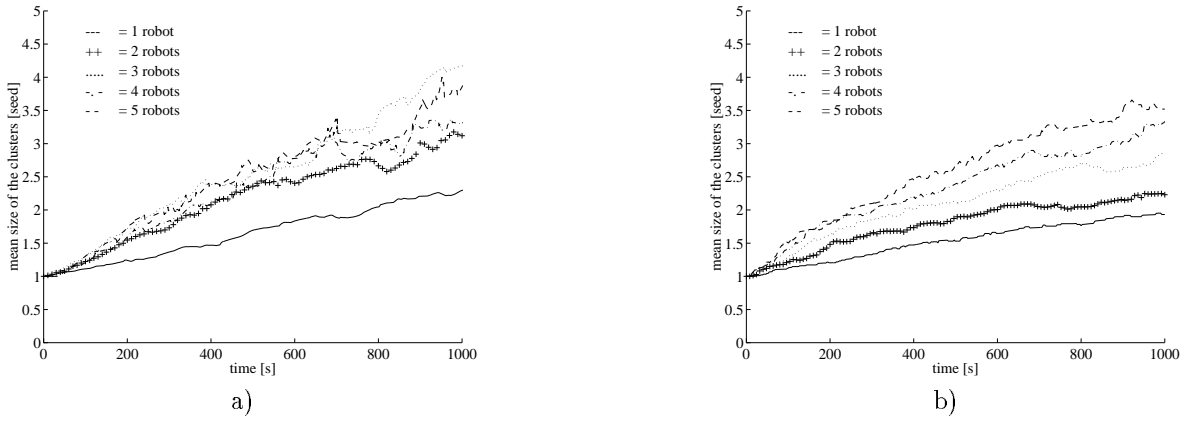 5
4.5
4
3.5
3
2.5
2
1.5
1
0.5
0
mean size of the clusters [seed]
--- = 1 robot
++ = 2 robots
..... = 3 robots
-.- = 4 robots
-- = 5 robots
0 200 400 600 800 1000
time [s]
a)
5
4.5
4
3.5
3
2.5
2
1.5
1
0.5
0
mean size of the clusters [seed]
--- = 1 robot
++ = 2 robots
..... = 3 robots
-.- = 4 robots
-- = 5 robots
0 200 400 600 800 1000
time [s]
b)